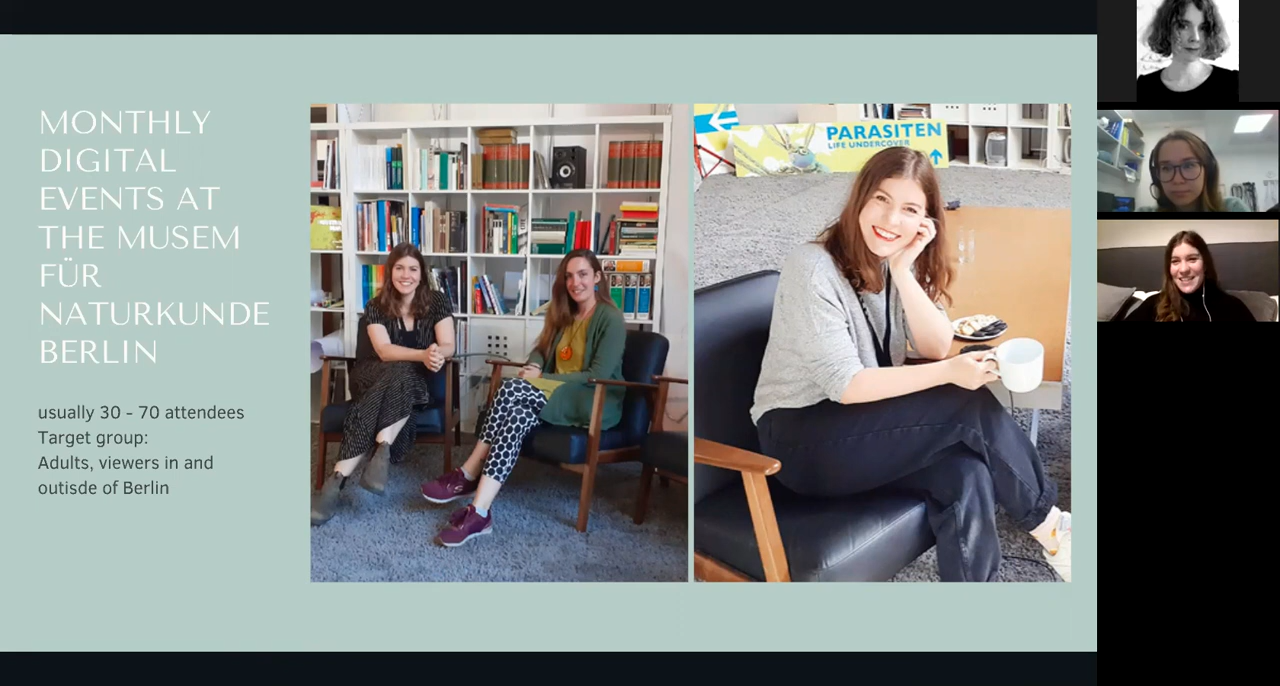 MONTHLY
DIGITAL
EVENTS AT
THE MUSEM
FÜR
NATURKUNDE
BERLIN
usually 30 - 70 attendees
Target group:
Adults, viewers in and
outisde of Berlin
PARASITEN
LIFE UNDERCOVER